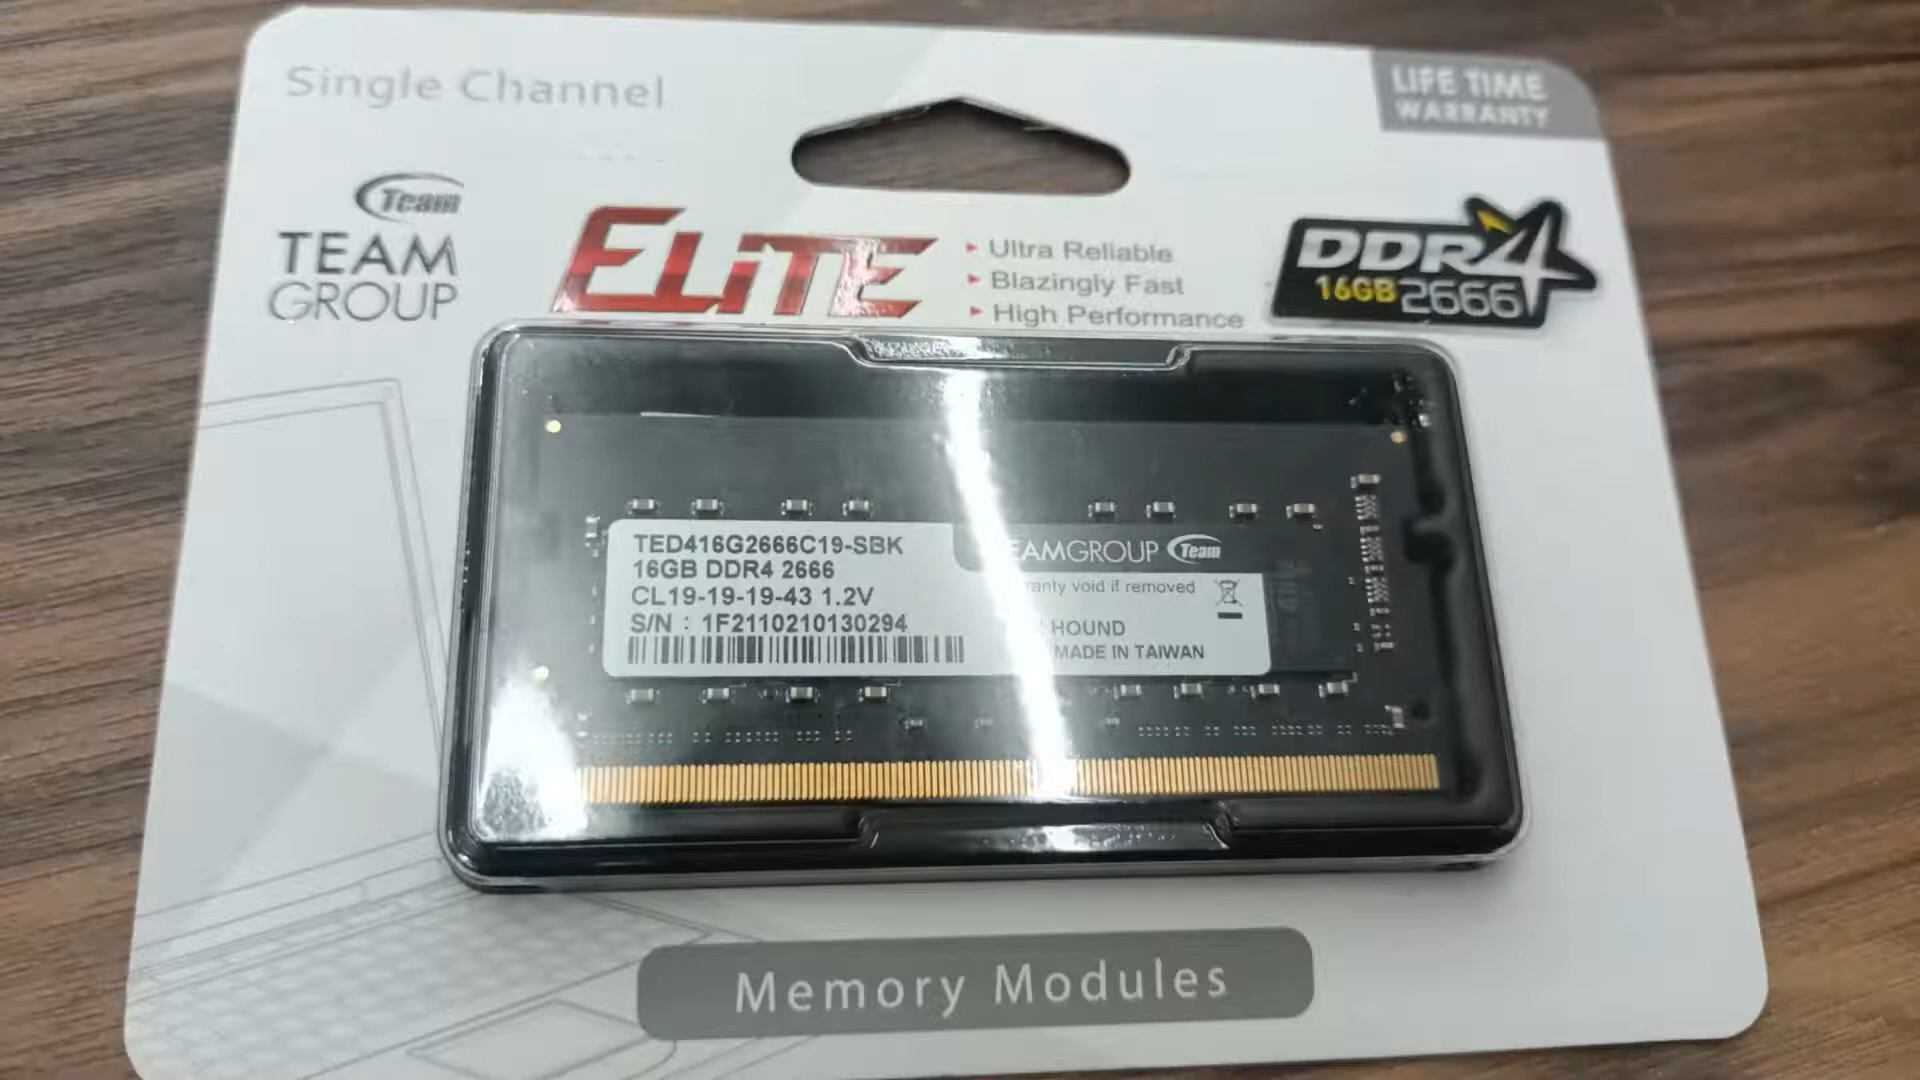 Single Channel
LIFE TIME
WARRANTY
Team
TEAM
GROUP
ELITE
Ultra Reliable
Blazingly Fast
High Performance
DDR4
16GB 2666
TED416G2666C19-SBK
16GB DDR4 2666
CL19-19-19-43 1.2V
S/N : 1F2110210130294
EAMGROUP Team
void if removed
HOUND
MADE IN TAIWAN
Memory Modules